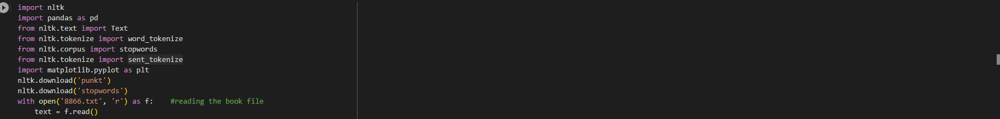 import nltk
import pandas as pd
from nltk.text import Text
from nltk.tokenize import word_tokenize
from nltk.corpus import stopwords
from nltk.tokenize import sent_tokenize
import matplotlib.pyplot as plt
nltk.download('punkt')
nltk.download('stopwords')
with open('8866.txt', 'r') as f:    #reading the book file
    text = f.read()